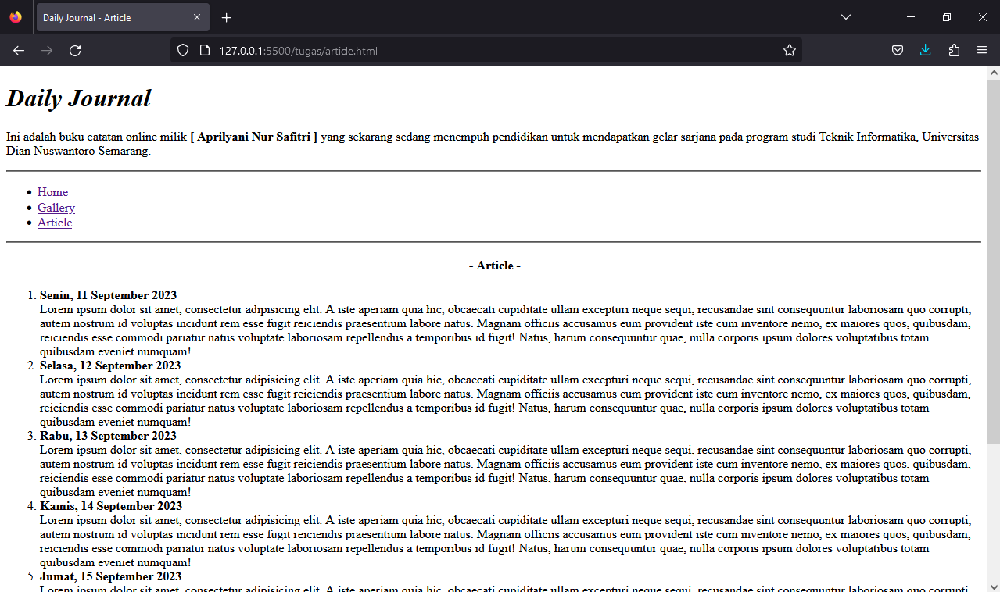 Daily Journal - Article
127.0.0.1:5500/tugas/article.html
Daily Journal
Ini adalah buku catatan online milik [ Aprilyani Nur Safitri ] yang sekarang sedang menempuh pendidikan untuk mendapatkan gelar sarjana pada program studi Teknik Informatika, Universitas
Dian Nuswantoro Semarang.
• Home
• Gallery
• Article
- Article -
1. Senin, 11 September 2023
Lorem ipsum dolor sit amet, consectetur adipisicing elit. A iste aperiam quia hic, obcaecati cupiditate ullam excepturi neque sequi, recusandae sint consequuntur laboriosam quo corrupti,
autem nostrum id voluptas incidunt rem esse fugit reiciendis praesentium labore natus. Magnam officiis accusamus eum provident iste cum inventore nemo, ex maiores quos, quibusdam,
reiciendis esse commodi pariatur natus voluptate laboriosam repellendus a temporibus id fugit! Natus, harum consequuntur quae, nulla corporis ipsum dolores voluptatibus totam
quibusdam eveniet numquam!
2. Selasa, 12 September 2023
Lorem ipsum dolor sit amet, consectetur adipisicing elit. A iste aperiam quia hic, obcaecati cupiditate ullam excepturi neque sequi, recusandae sint consequuntur laboriosam quo corrupti,
autem nostrum id voluptas incidunt rem esse fugit reiciendis praesentium labore natus. Magnam officiis accusamus eum provident iste cum inventore nemo, ex maiores quos, quibusdam,
reiciendis esse commodi pariatur natus voluptate laboriosam repellendus a temporibus id fugit! Natus, harum consequuntur quae, nulla corporis ipsum dolores voluptatibus totam
quibusdam eveniet numquam!
3. Rabu, 13 September 2023
Lorem ipsum dolor sit amet, consectetur adipisicing elit. A iste aperiam quia hic, obcaecati cupiditate ullam excepturi neque sequi, recusandae sint consequuntur laboriosam quo corrupti,
autem nostrum id voluptas incidunt rem esse fugit reiciendis praesentium labore natus. Magnam officiis accusamus eum provident iste cum inventore nemo, ex maiores quos, quibusdam,
reiciendis esse commodi pariatur natus voluptate laboriosam repellendus a temporibus id fugit! Natus, harum consequuntur quae, nulla corporis ipsum dolores voluptatibus totam
quibusdam eveniet numquam!
4. Kamis, 14 September 2023
Lorem ipsum dolor sit amet, consectetur adipisicing elit. A iste aperiam quia hic, obcaecati cupiditate ullam excepturi neque sequi, recusandae sint consequuntur laboriosam quo corrupti,
autem nostrum id voluptas incidunt rem esse fugit reiciendis praesentium labore natus. Magnam officiis accusamus eum provident iste cum inventore nemo, ex maiores quos, quibusdam,
reiciendis esse commodi pariatur natus voluptate laboriosam repellendus a temporibus id fugit! Natus, harum consequuntur quae, nulla corporis ipsum dolores voluptatibus totam
quibusdam eveniet numquam!
5. Jumat, 15 September 2023
Lorem ipsum dolor sit amet, consectetur adipisicing elit. A iste aperiam quia hic, obcaecati cupiditate ullam excepturi neque sequi, recusandae sint consequuntur laboriosam quo corrupti,